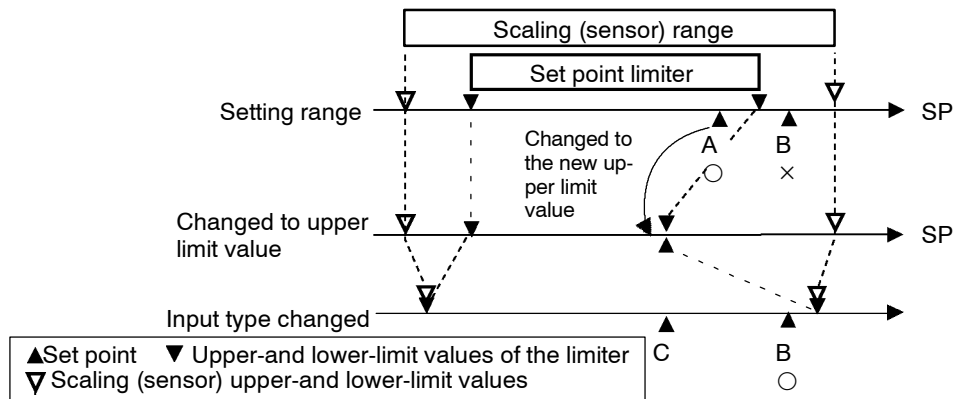 Scaling (sensor) range
Set point limiter
Setting range
SP
Changed to
the new up-
per limit
value
A
B
○
×
Changed to upper
limit value
SP
Input type changed
C
B
○
▲Set point ▼ Upper-and lower-limit values of the limiter
Scaling (sensor) upper-and lower-limit values